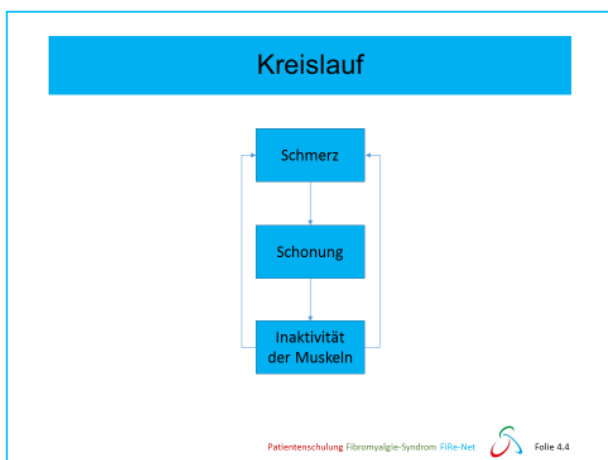 Kreislauf
Schmerz
Schonung
Inaktivität
der Muskeln
Patientenschulung Fibromyalgie-Syndrom FiRe-Net Folie 4.4